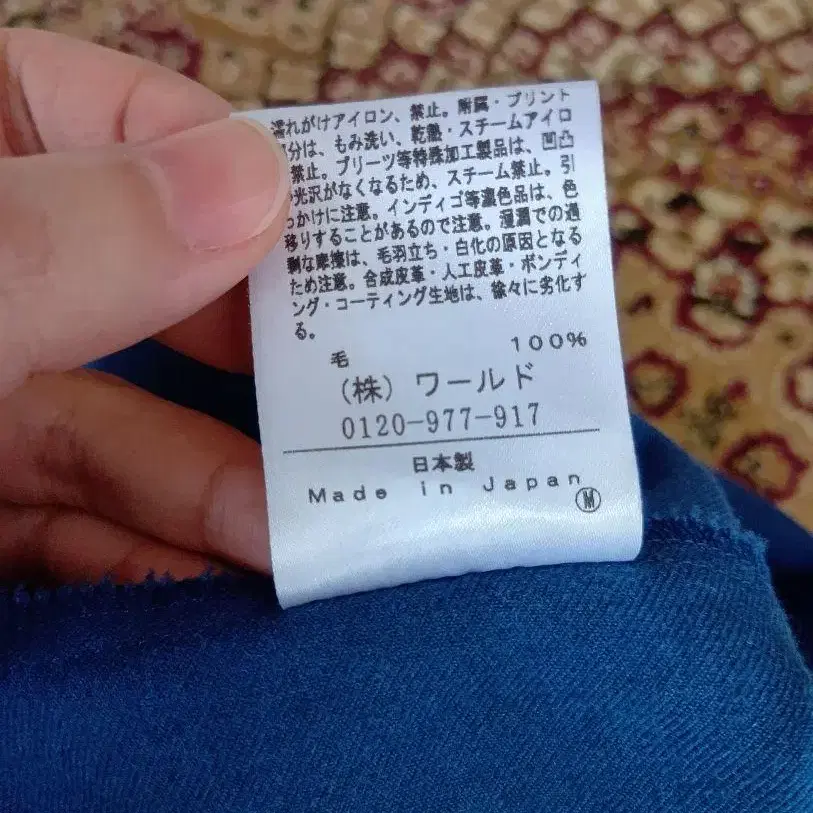 濡れがけアイロン、禁止。附属・プリント
分は、もみ洗い、乾熱・スチームアイロ
禁止。プリーツ等特殊加工製品は、凹凸
光沢がなくなるため、スチーム禁止。引
っかけに注意。インディゴ等濃色品は、色
移りすることがあるので注意。浸潤での過
剰な摩擦は、毛羽立ち・白化の原因となる
ため注意。合成皮革・人工皮革・ボンディ
ング・コーティング生地は、徐々に劣化す
る。
毛 100%
(株) ワールド
0120-977-917
日本製
Made in Japan
M